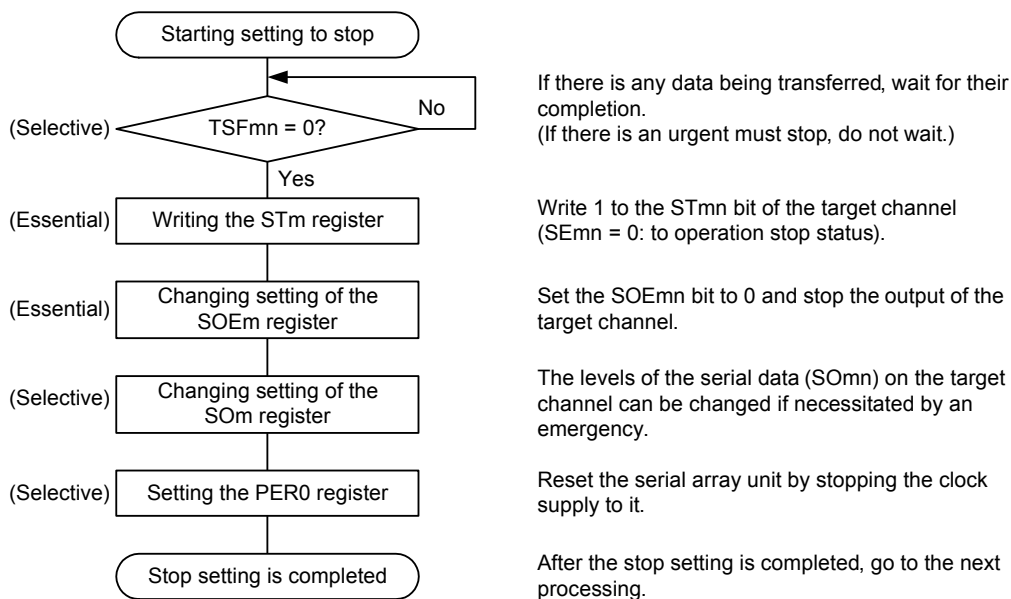 Starting setting to stop
If there is any data being transferred, wait for their
completion.
(If there is an urgent must stop, do not wait.)
(Selective)
TSFmn = 0?
No
Yes
(Essential)
Writing the STm register
Write 1 to the STmn bit of the target channel
(SEmn = 0: to operation stop status).
(Essential)
Changing setting of the
SOEm register
Set the SOEmn bit to 0 and stop the output of the
target channel.
(Selective)
Changing setting of the
SOm register
The levels of the serial data (SOmn) on the target
channel can be changed if necessitated by an
emergency.
(Selective)
Setting the PER0 register
Reset the serial array unit by stopping the clock
supply to it.
Stop setting is completed
After the stop setting is completed, go to the next
processing.